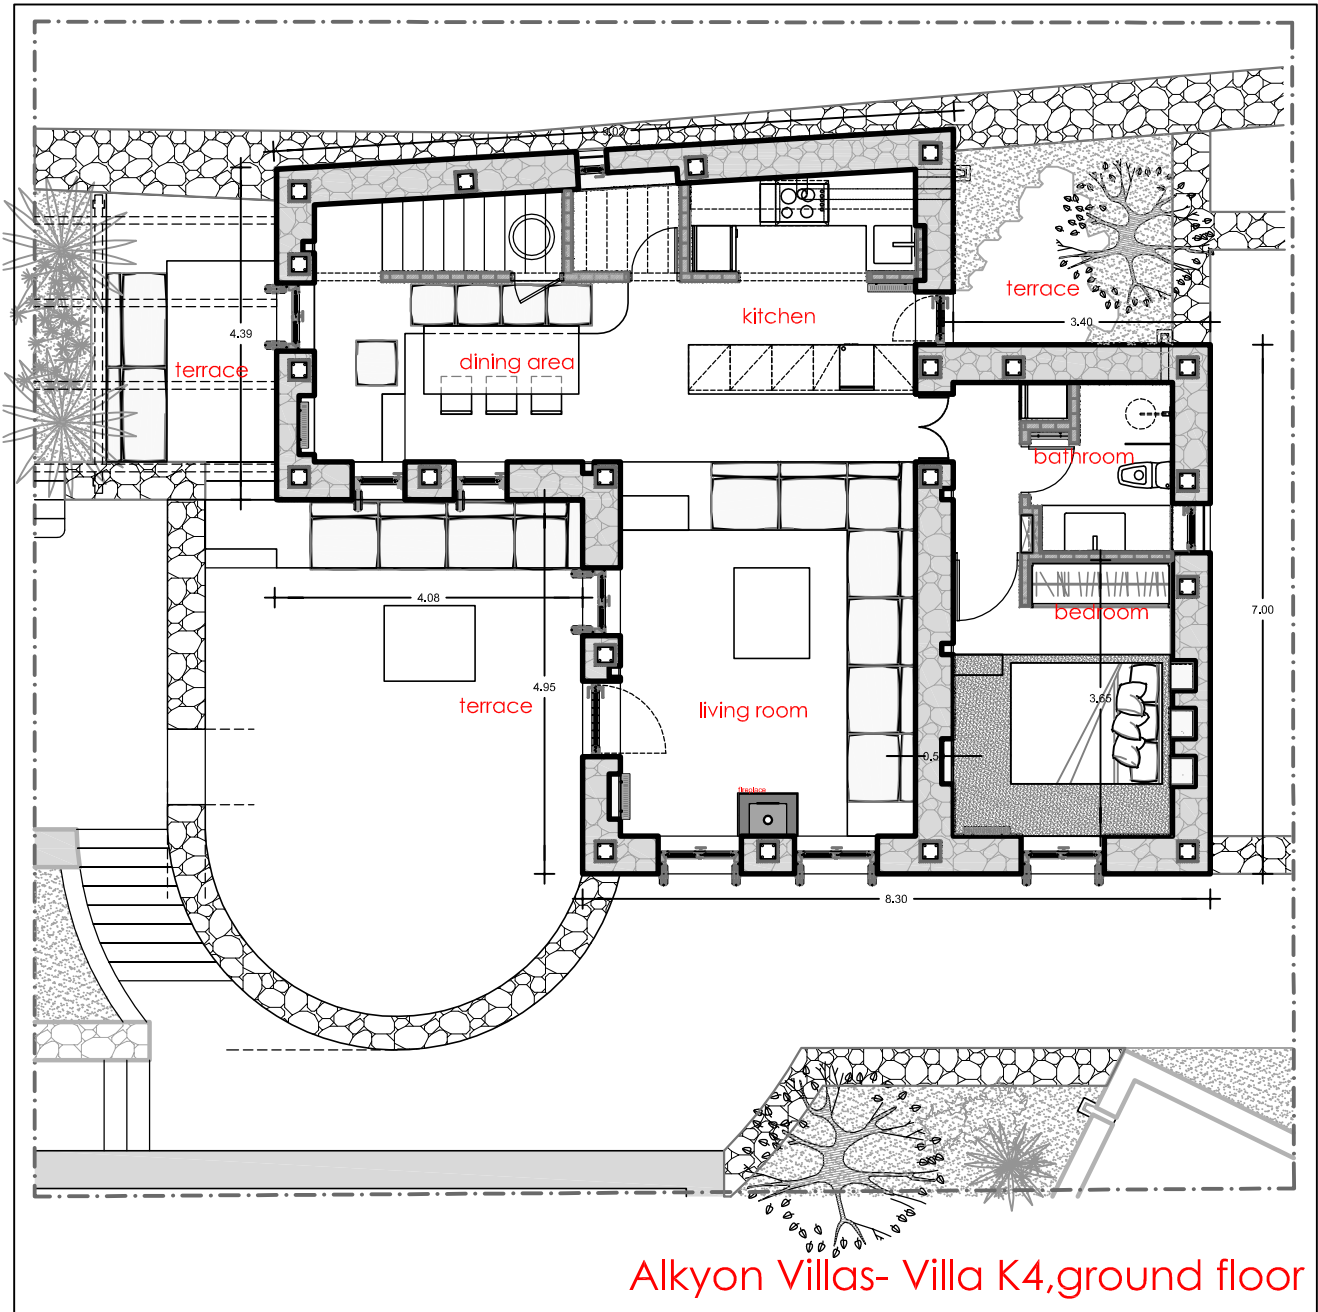 9.02
terrace
3.40
kitchen
4.39
terrace
dining area
bathroom
4.08
7.00
bedroom
4.95
terrace
living room
3.65
0.5
fireplace
8.30
Alkyon Villas- Villa K4,ground floor